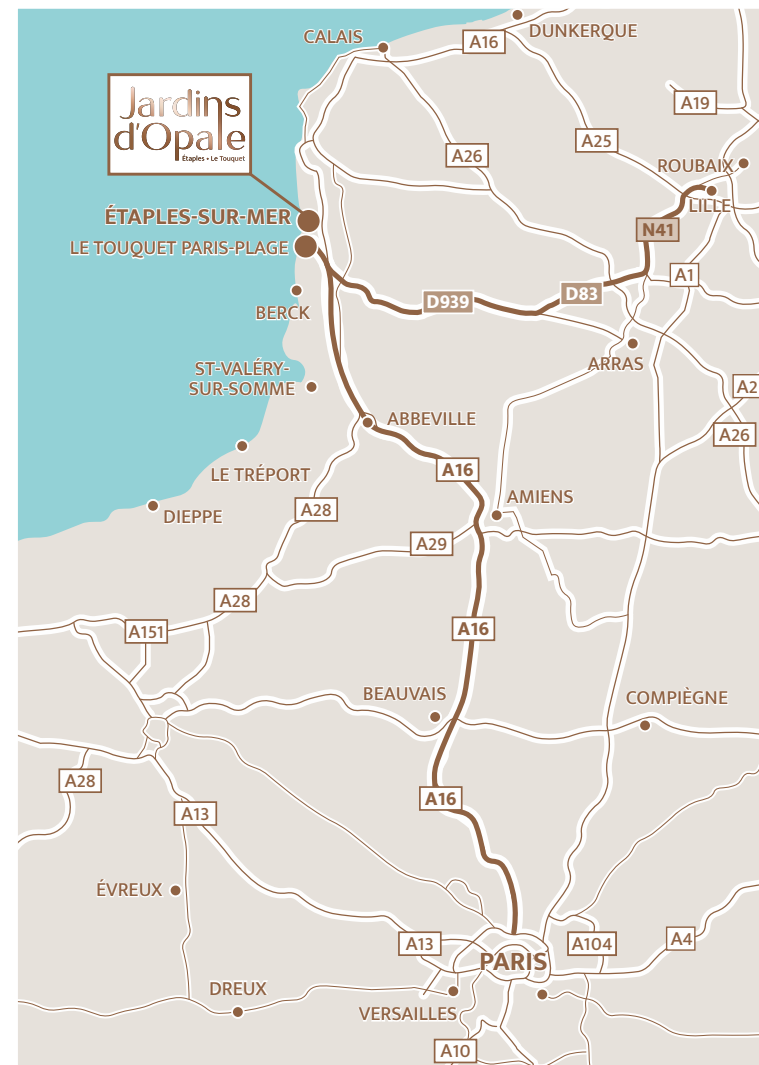 DUNKERQUE
CALAIS
A16
Jardins
d'Opale
Étaples • Le Touquet
A19
A25
A26
ROUBAIX
LILLE
ÉTAPLES-SUR-MER
N41
LE TOUQUET PARIS-PLAGE
A1
D83
D939
BERCK
ARRAS
ST-VALÉRY-
SUR-SOMME
A2
ABBEVILLE
A26
A16
LE TRÉPORT
AMIENS
A28
DIEPPE
A29
A28
A151
A16
BEAUVAIS
COMPIÈGNE
A28
A16
A13
ÉVREUX
A13
A104
A4
PARIS
DREUX
VERSAILLES
A10